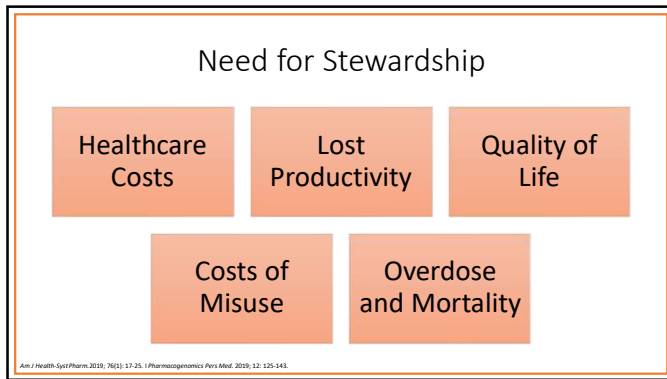 Need for Stewardship
Healthcare
Costs
Lost
Productivity
Quality of
Life
Costs of
Misuse
Overdose
and Mortality
Am J Health-Syst Pharm.2019; 76(1): 17-25. I Pharmacogenomics Pers Med. 2019; 12: 125-143.